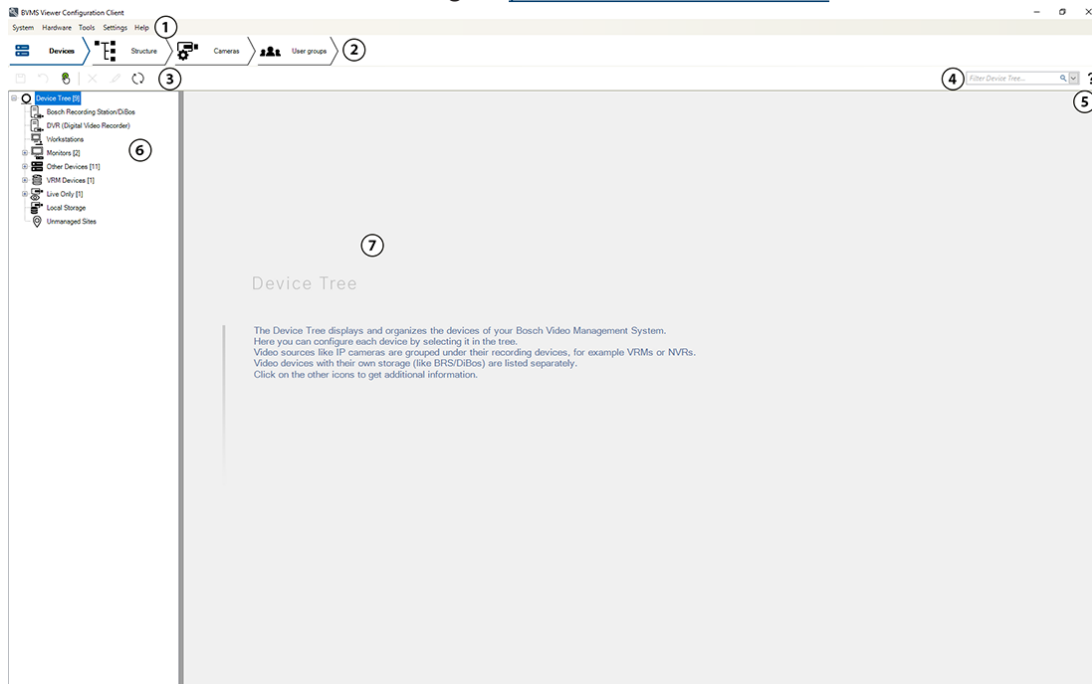 BVMS Viewer Configuration Client
System Hardware Tools Settings Help 1
Devices Structure Cameras User groups 2
3 4 Filter Device Tree... ?
5
Device Tree [9]
Bosch Recording Station/DiBos
DVR (Digital Video Recorder)
Workstations
Monitors [2]
6
Other Devices [11]
VRM Devices [1]
Live Only [1]
Local Storage
Unmanaged Sites
7
Device Tree
The Device Tree displays and organizes the devices of your Bosch Video Management System.
Here you can configure each device by selecting it in the tree.
Video sources like IP cameras are grouped under their recording devices, for example VRMs or NVRs.
Video devices with their own storage (like BRS/DiBos) are listed separately.
Click on the other icons to get additional information.